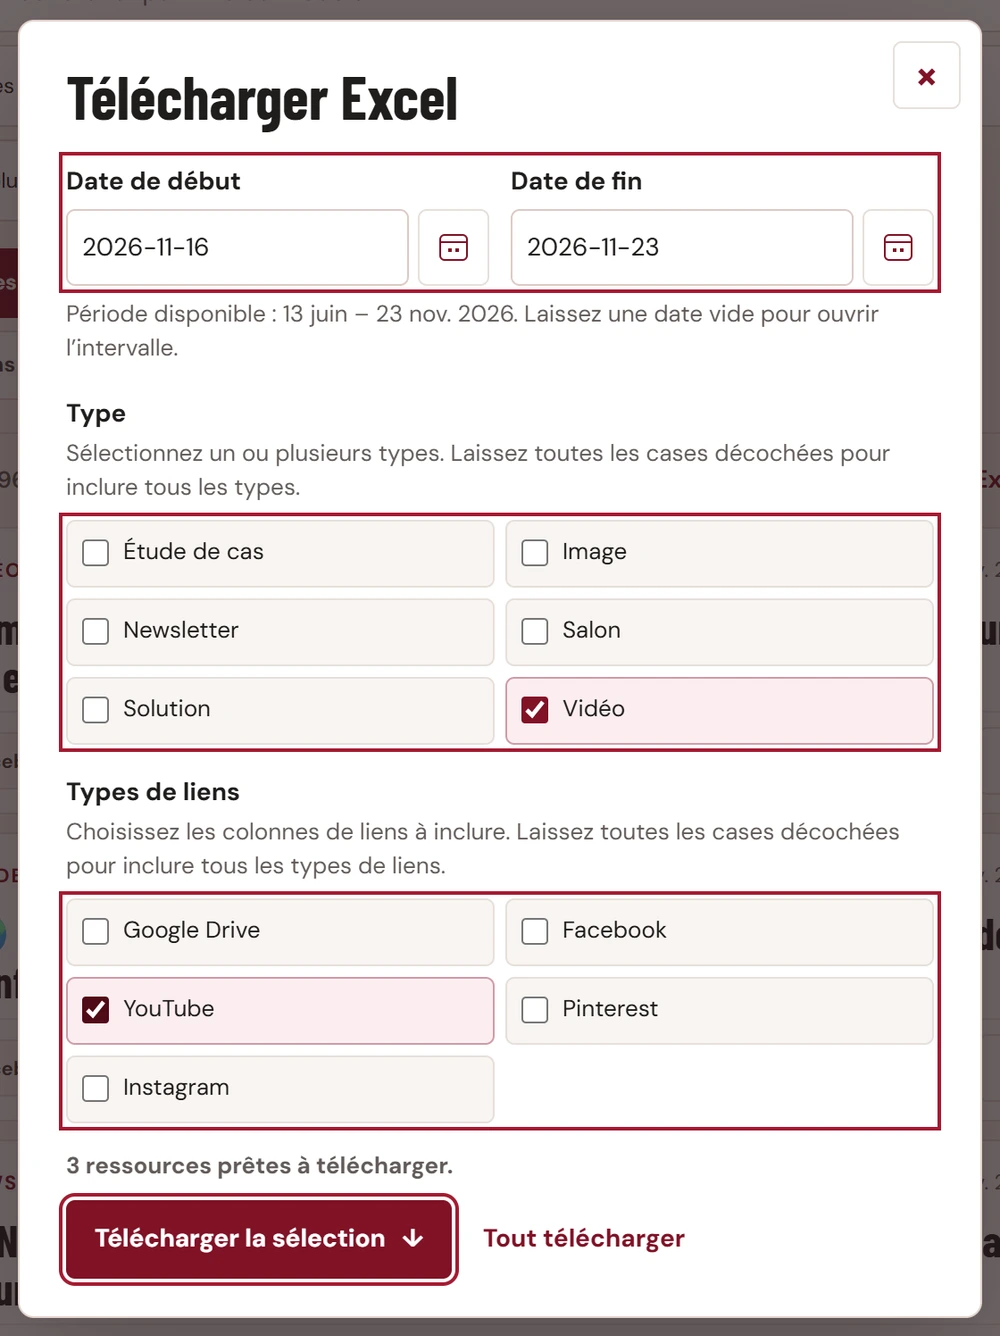 Télécharger Excel
Date de début
Date de fin
2026-11-16
2026-11-23
Période disponible : 13 juin – 23 nov. 2026. Laissez une date vide pour ouvrir
l’intervalle.
Type
Sélectionnez un ou plusieurs types. Laissez toutes les cases décochées pour
inclure tous les types.
Étude de cas
Image
Newsletter
Salon
Solution
Vidéo
Types de liens
Choisissez les colonnes de liens à inclure. Laissez toutes les cases décochées
pour inclure tous les types de liens.
Google Drive
Facebook
YouTube
Pinterest
Instagram
3 ressources prêtes à télécharger.
Télécharger la sélection ↓
Tout télécharger